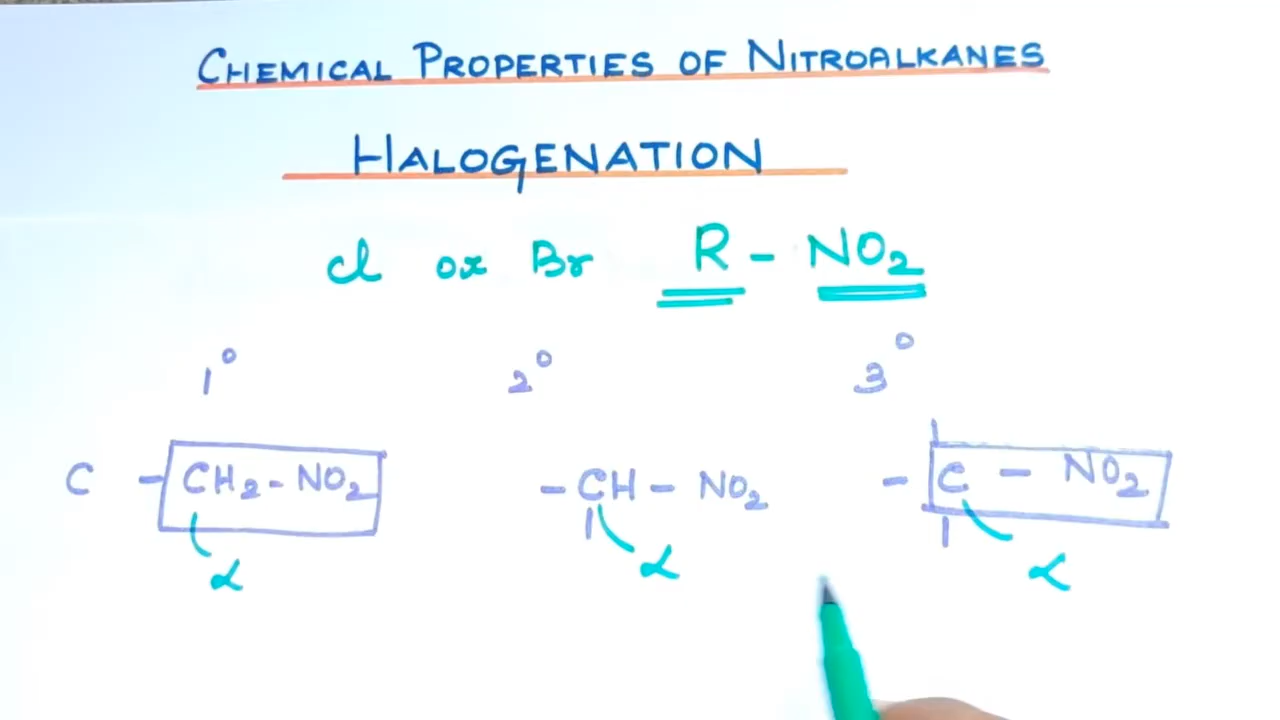 CHEMICAL PROPERTIES OF NITROALKANES
HALOGENATION
Cl or Br R - NO2
1° 2° 3°
C - CH2 - NO2 - CH - NO2 - C - NO2
α α α